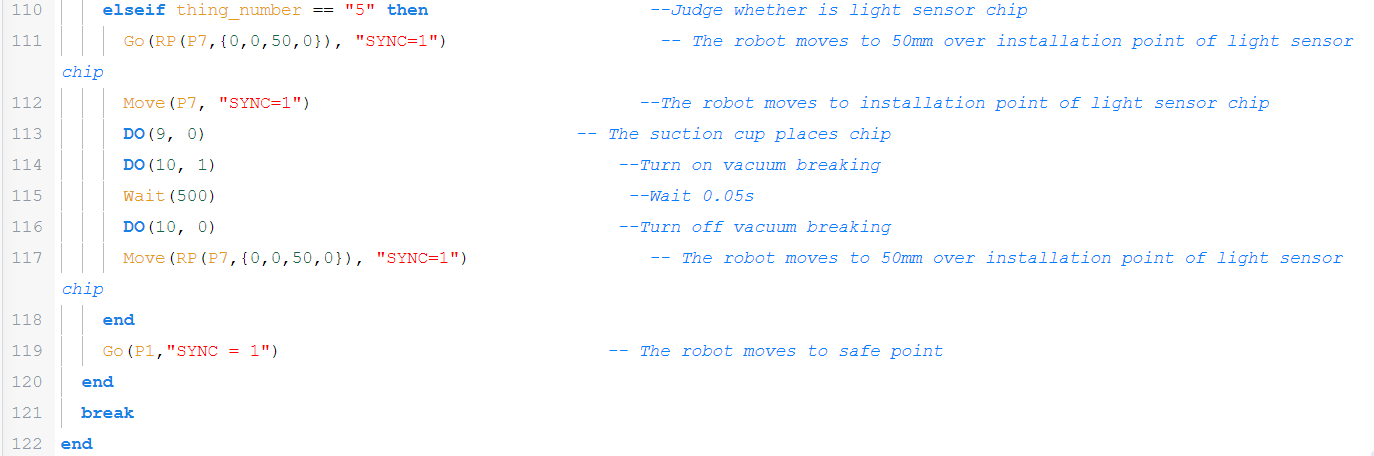 110 elseif thing_number == "5" then --Judge whether is light sensor chip
111 Go(RP(P7,{0,0,50,0}), "SYNC=1") -- The robot moves to 50mm over installation point of light sensor
chip
112 Move(P7, "SYNC=1") --The robot moves to installation point of light sensor chip
113 DO(9, 0) -- The suction cup places chip
114 DO(10, 1) --Turn on vacuum breaking
115 Wait(500) --Wait 0.05s
116 DO(10, 0) --Turn off vacuum breaking
117 Move(RP(P7,{0,0,50,0}), "SYNC=1") -- The robot moves to 50mm over installation point of light sensor
chip
118 end
119 Go(P1,"SYNC = 1") -- The robot moves to safe point
120 end
121 break
122 end